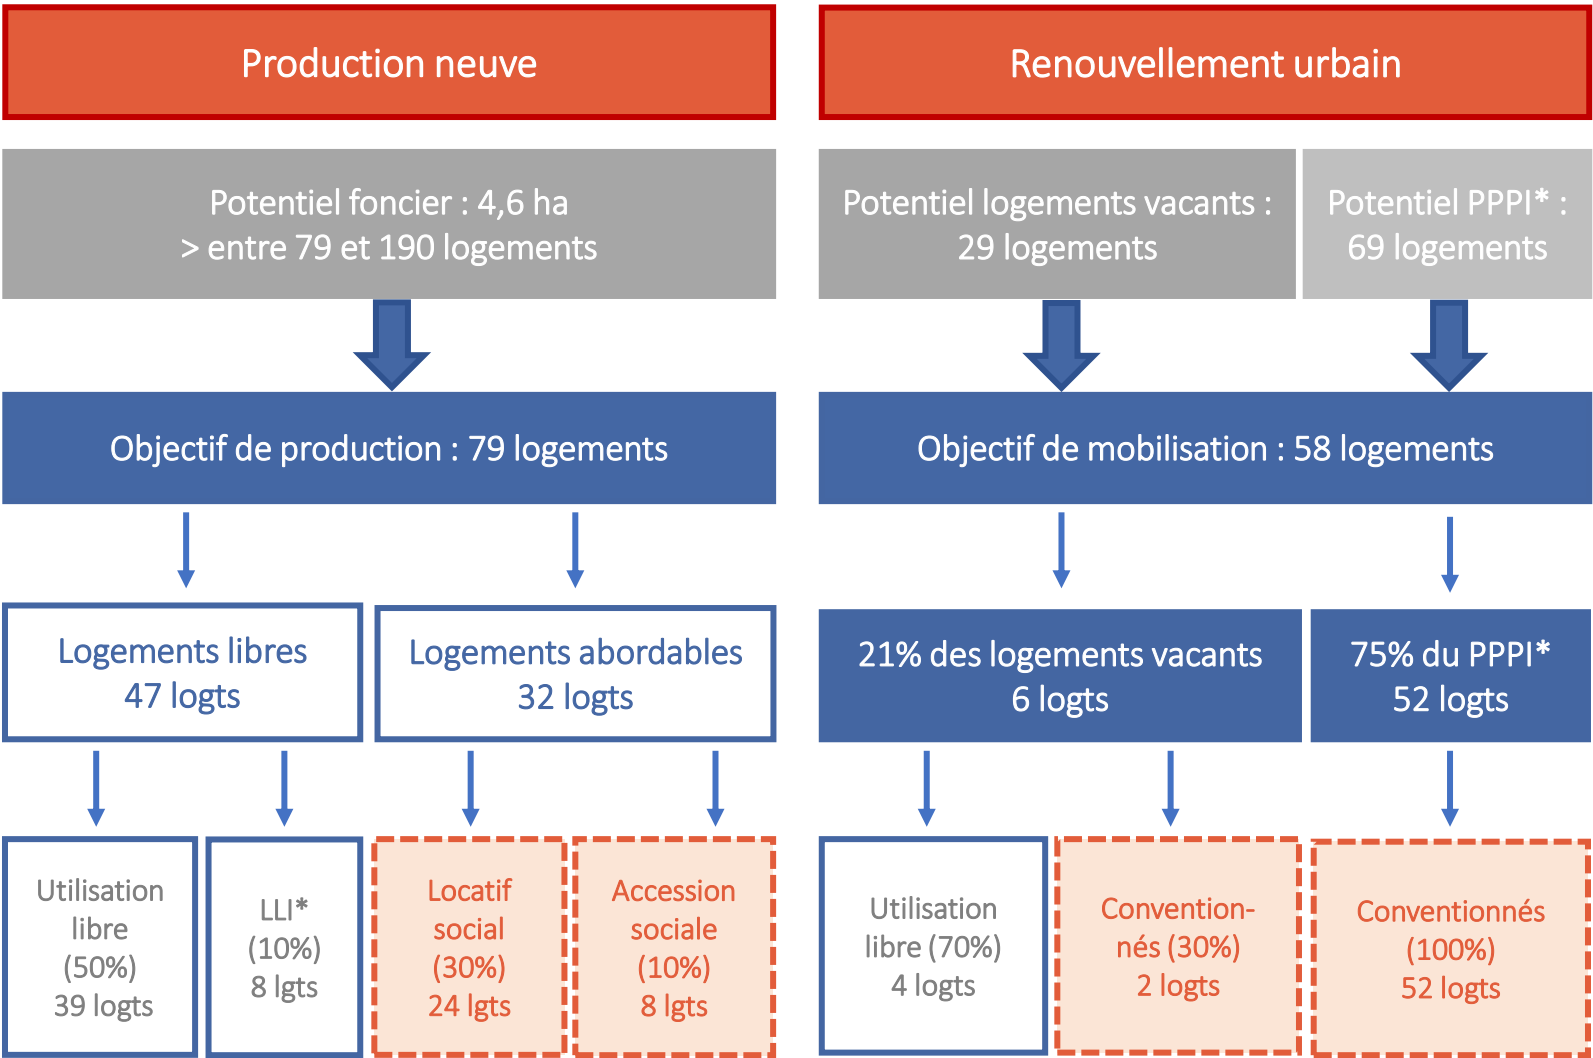 Production neuve
Potentiel foncier : 4,6 ha
> entre 79 et 190 logements
Objectif de production : 79 logements
Logements libres
47 logts
Logements abordables
32 logts
Utilisation
libre
(50%)
39 logts
LLI*
(10%)
8 lgts
Locatif
social
(30%)
24 lgts
Accession
sociale
(10%)
8 lgts
Renouvellement urbain
Potentiel logements vacants :
29 logements
Potentiel PPPI* :
69 logements
Objectif de mobilisation : 58 logements
21% des logements vacants
6 logts
75% du PPPI*
52 logts
Utilisation
libre (70%)
4 logts
Convention-
nés (30%)
2 logts
Conventionnés
(100%)
52 logts